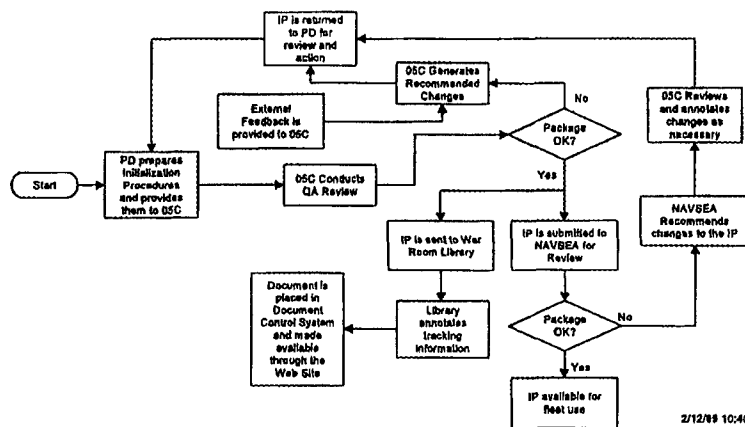 IP is returned
to PD for
review and
action
05C Generates
Recommended
Changes
No
05C Reviews
and annotates
changes as
necessary
External
Feedback is
provided to 05C
Package
OK?
Start
PD prepares
Initialization
Procedures
and provides
them to 05C
05C Conducts
QA Review
Yes
NAVSEA
Recommends
changes to the IP
IP is sent to War
Room Library
IP is submitted to
NAVSEA for
Review
Document is
placed in
Document
Control System
and made
available
through the
Web Site
Library
annotates
tracking
information
Package
OK?
No
Yes
IP available for
fleet use